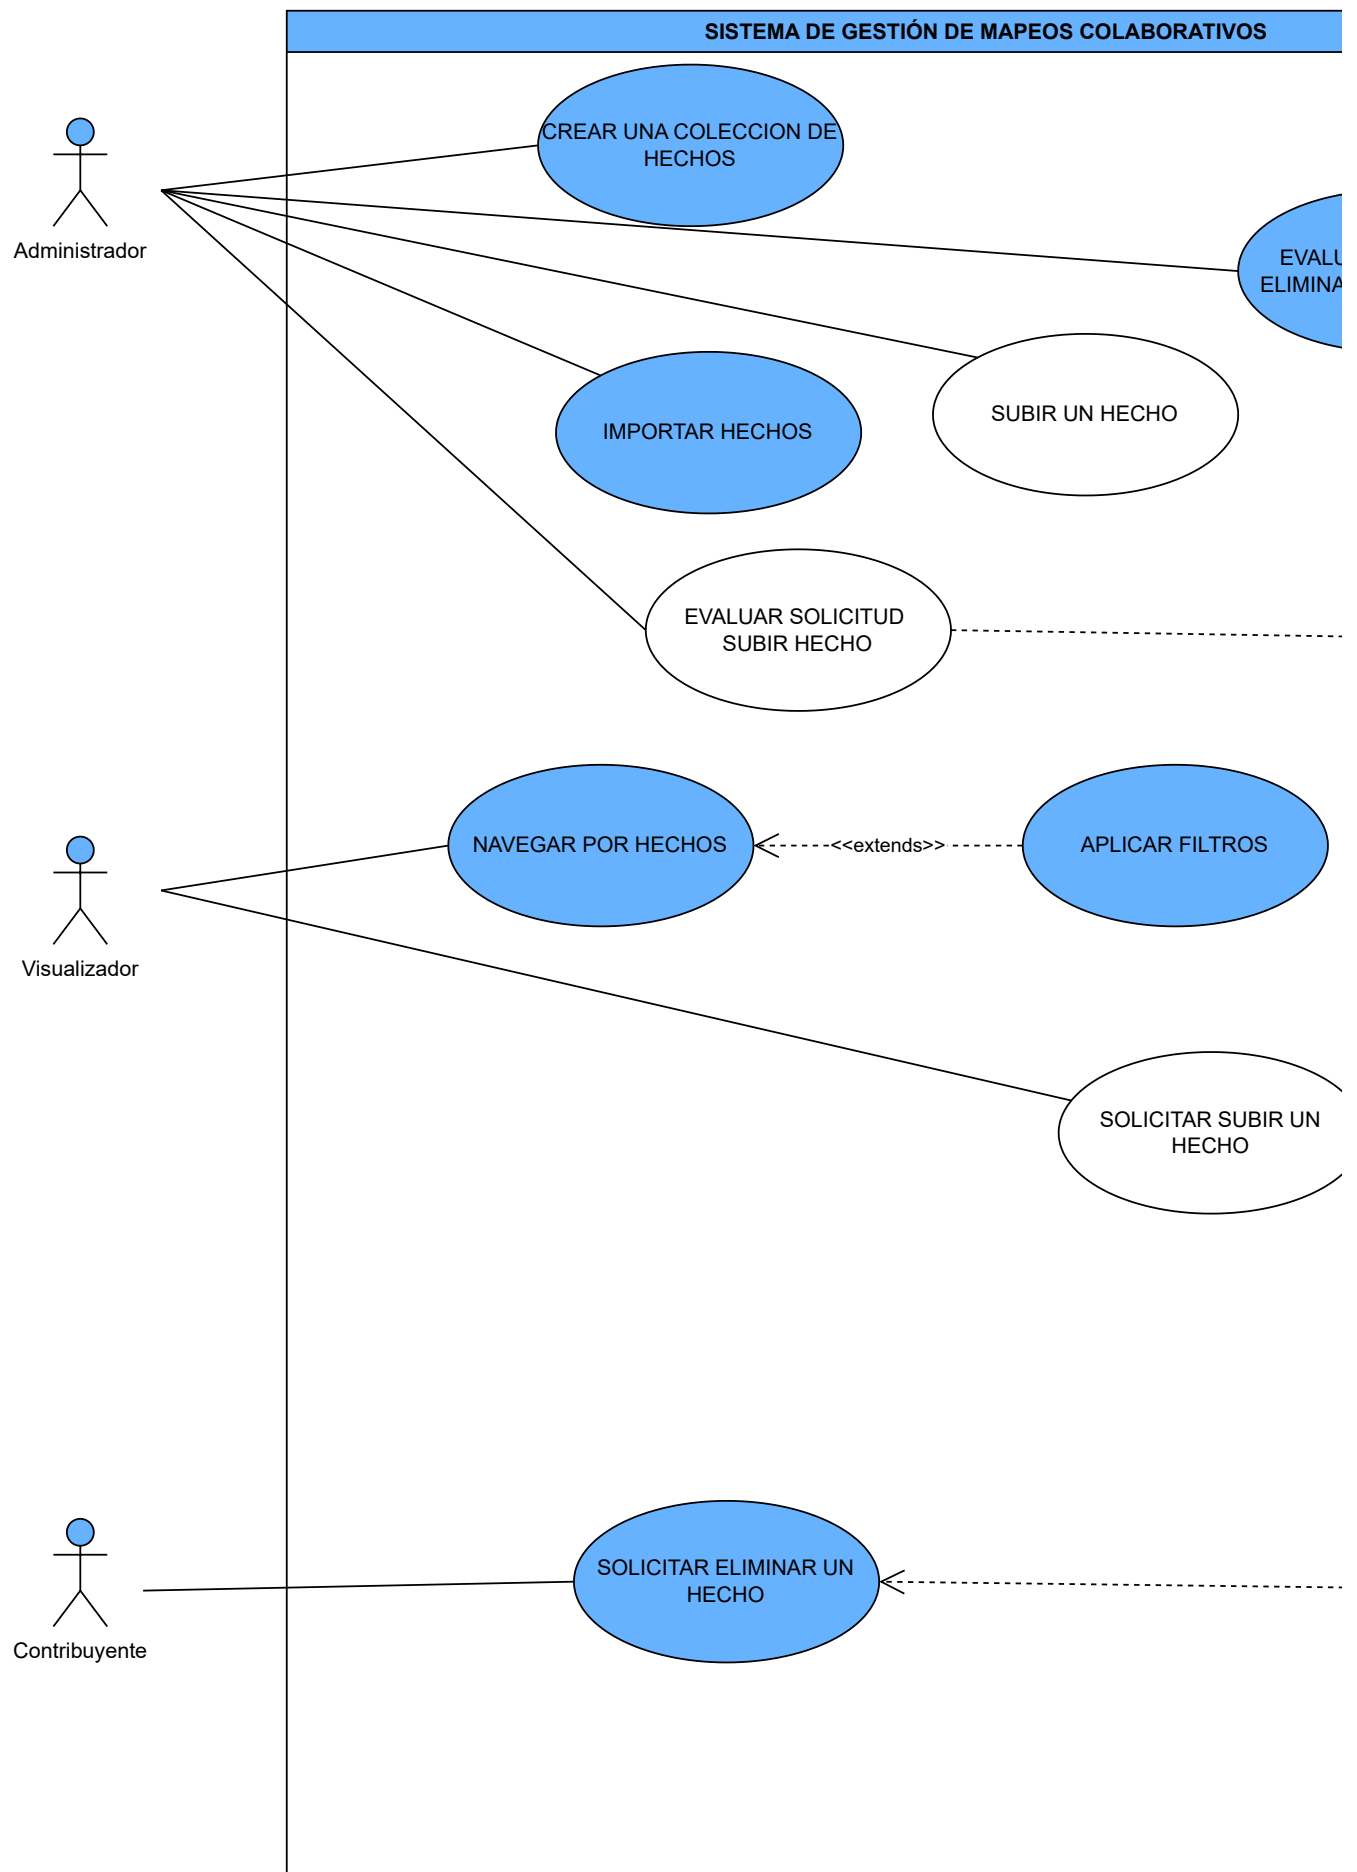 SISTEMA DE GESTIÓN DE MAPEOS COLABORATIVOS
CREAR UNA COLECCION DE
HECHOS
Administrador
IMPORTAR HECHOS
SUBIR UN HECHO
EVALUAR SOLICITUD
SUBIR HECHO
NAVEGAR POR HECHOS
<<extends>>
APLICAR FILTROS
Visualizador
SOLICITAR SUBIR UN
HECHO
SOLICITAR ELIMINAR UN
HECHO
Contribuyente